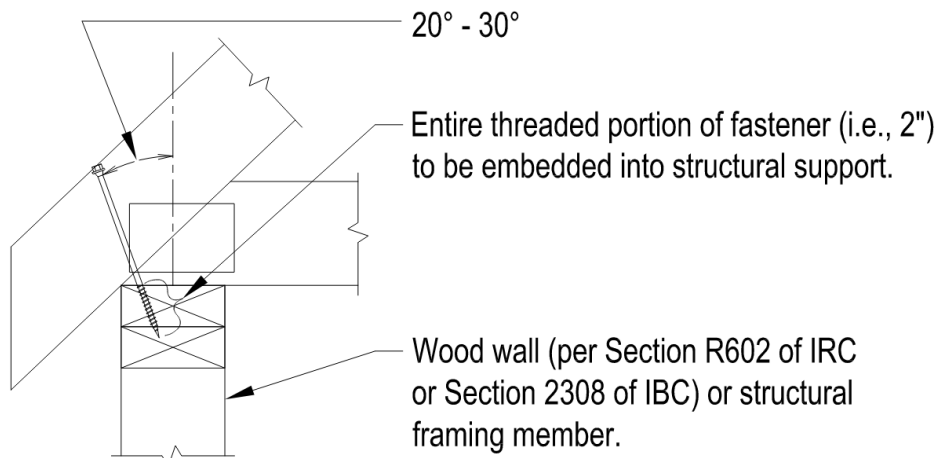 20° - 30°
Entire threaded portion of fastener (i.e., 2")
to be embedded into structural support.
Wood wall (per Section R602 of IRC
or Section 2308 of IBC) or structural
framing member.